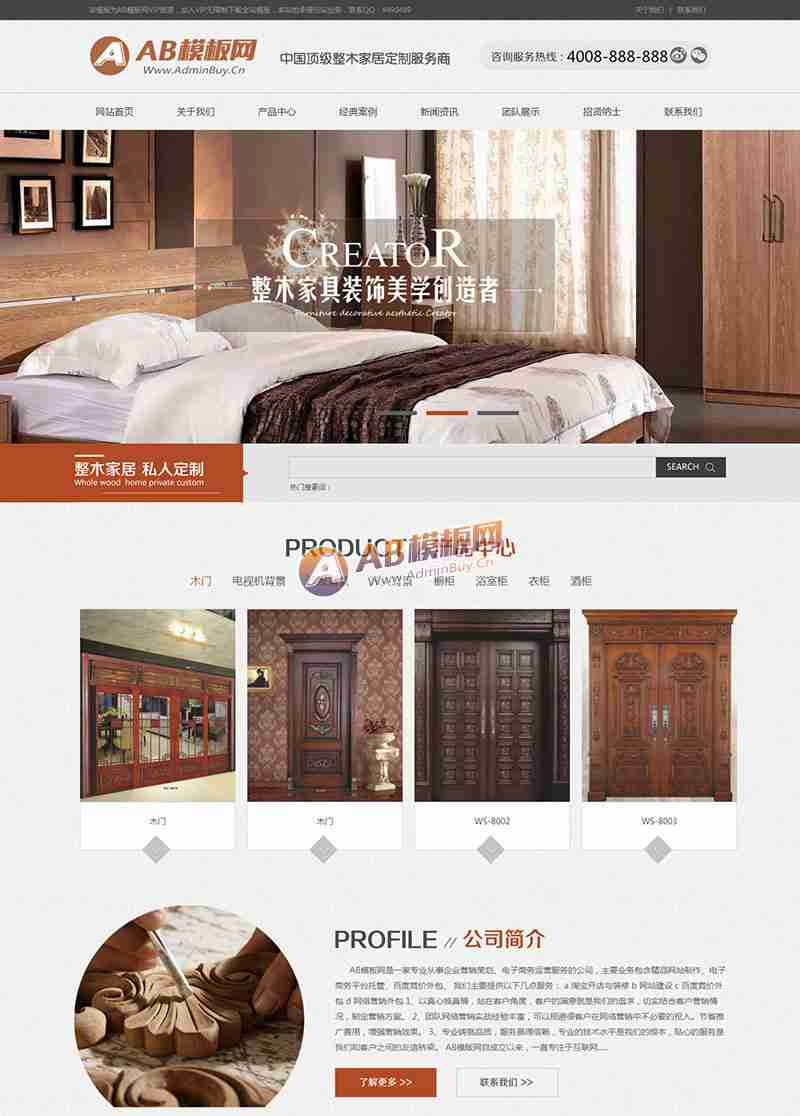 关于我们 | 联系我们
AB模板网
Www.AdminBuy.Cn
中国顶级整木家居定制服务商
咨询服务热线：4008-888-888
网站首页 关于我们 产品中心 经典案例 新闻资讯 团队展示 招贤纳士 联系我们
CREATOR
整木家具装饰美学创造者
Furniture decorative aesthetic Creator
整木家居 私人定制
Whole wood home private custom
SEARCH
热门搜索词：
PRODUCT 中心
AB模板网
Www.AdminBuy.Cn
木门 电视机背景 橱柜 浴室柜 衣柜 酒柜
木门
木门
WS-8002
WS-8003
PROFILE // 公司简介
AB模板网是一家专业从事企业营销策划、电子商务运营服务的公司，主要业务包含精品网站制作、电子
商务平台托管、百度竞价外包。 我们主要提供以下几点服务： a 淘宝开店与装修 b 网站建设 c 百度竞价
外包 d 网络营销外包 1、以真心换真情，站在客户角度，客户的满意就是我们的追求，切实结合客户营销情
况，制定营销方案。 2、团队网络营销实战经验丰富，可以规避很客户在网络营销中不必要的投入。节省推
广费用，增强营销效果。 3、专业铸就品质，服务赢得信赖，专业的技术水平是我们的根本，贴心的服务是
我们和客户之间的友谊桥梁。 AB模板网自成立以来，一直专注于互联网.....
了解更多 >>
联系我们 >>